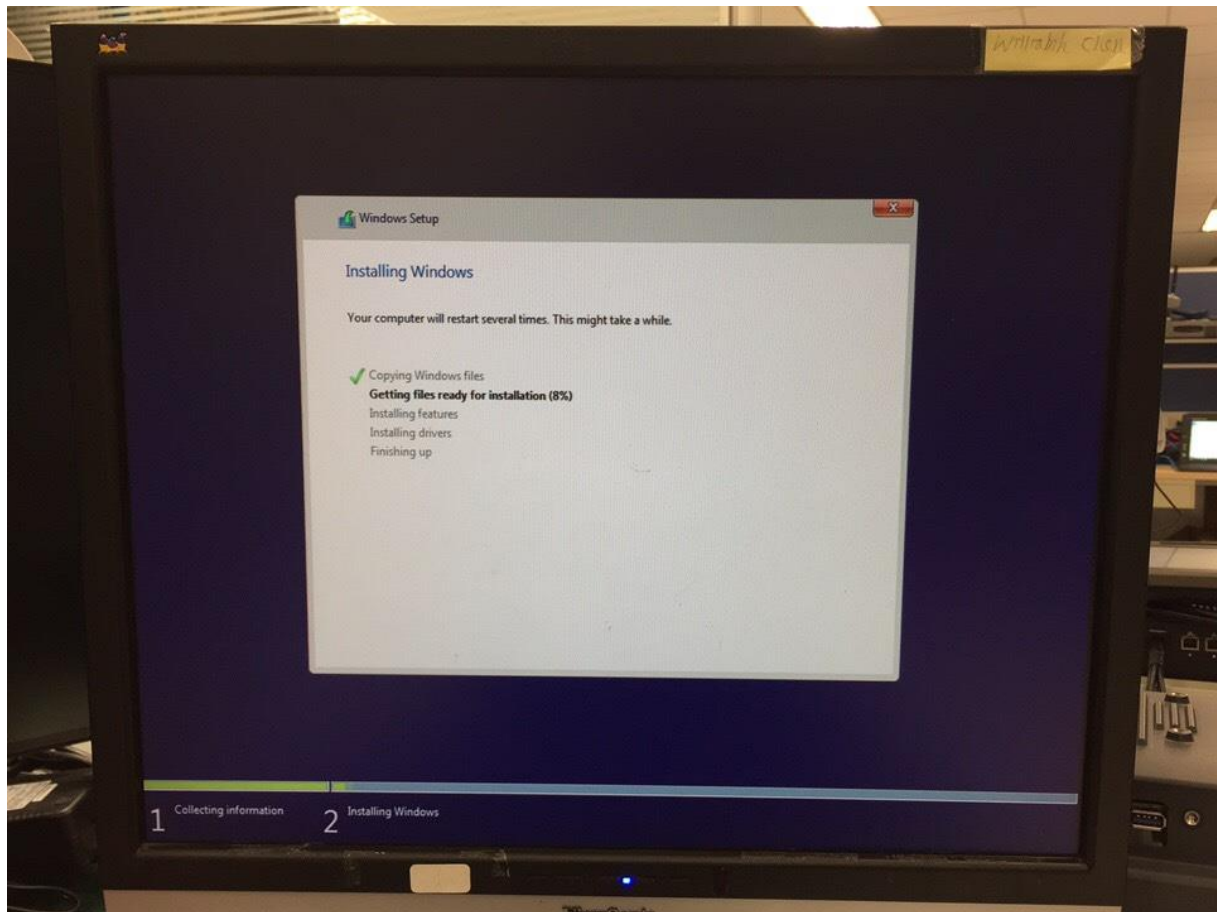 Windows Setup
Installing Windows
Your computer will restart several times. This might take a while.
Copying Windows files
Getting files ready for installation (8%)
Installing features
Installing drivers
Finishing up
1 Collecting information 2 Installing Windows